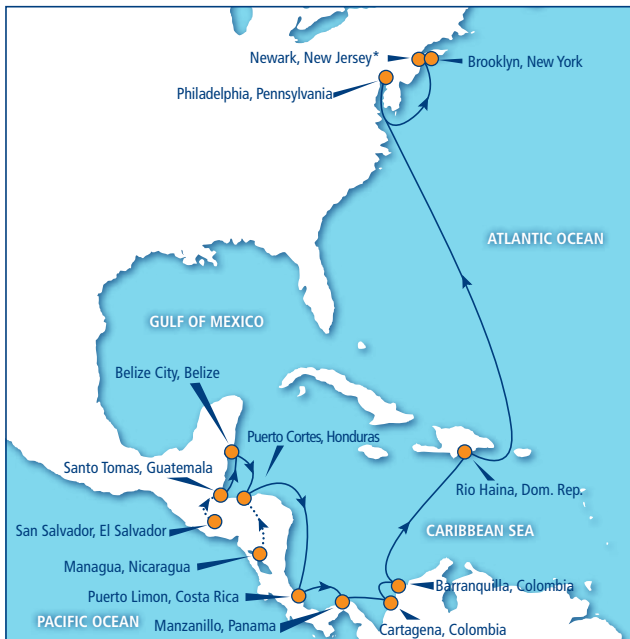 Newark, New Jersey*
Brooklyn, New York
Philadelphia, Pennsylvania
ATLANTIC OCEAN
GULF OF MEXICO
Belize City, Belize
Puerto Cortes, Honduras
Santo Tomas, Guatemala
Rio Haina, Dom. Rep.
San Salvador, El Salvador
CARIBBEAN SEA
Managua, Nicaragua
Barranquilla, Colombia
Puerto Limon, Costa Rica
PACIFIC OCEAN
Manzanillo, Panama
Cartagena, Colombia